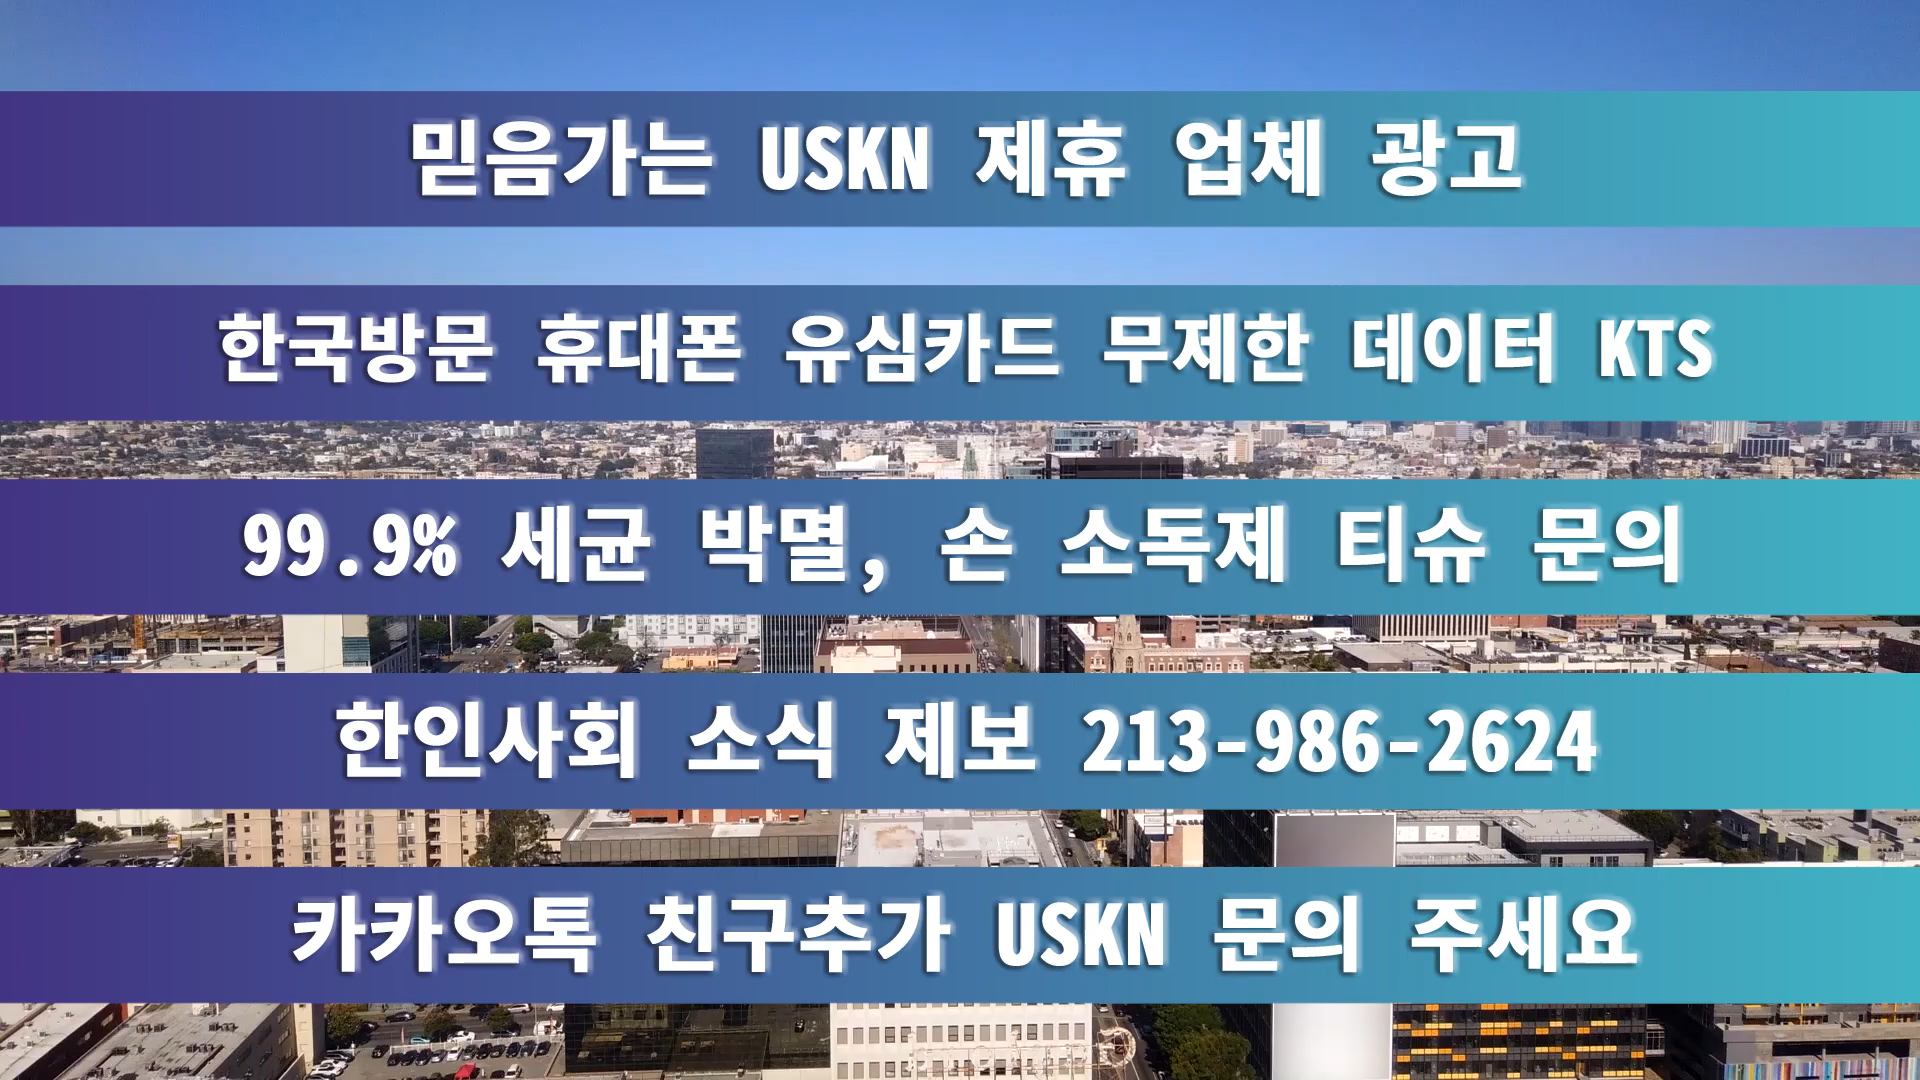 믿음가는 USKN 제휴 업체 광고
한국방문 휴대폰 유심카드 무제한 데이터 KTS
99.9% 세균 박멸, 손 소독제 티슈 문의
한인사회 소식 제보 213-986-2624
카카오톡 친구추가 USKN 문의 주세요